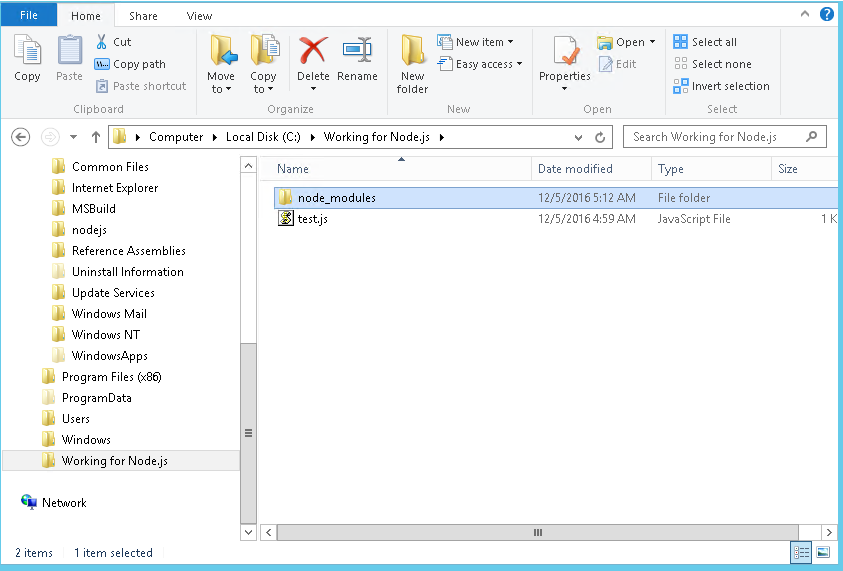 File Home Share View
Cut
Copy path
Paste shortcut
Copy Paste
Clipboard
Move to Copy to Delete Rename
Organize
New folder
New item
Easy access
New
Properties
Open
Edit
Open
Select all
Select none
Invert selection
Select
Computer Local Disk (C:) Working for Node.js
Search Working for Node.js
Common Files
Internet Explorer
MSBuild
nodejs
Reference Assemblies
Uninstall Information
Update Services
Windows Mail
Windows NT
WindowsApps
Program Files (x86)
ProgramData
Users
Windows
Working for Node.js
Network
Name Date modified Type Size
node_modules 12/5/2016 5:12 AM File folder
test.js 12/5/2016 4:59 AM JavaScript File 1 K
2 items 1 item selected